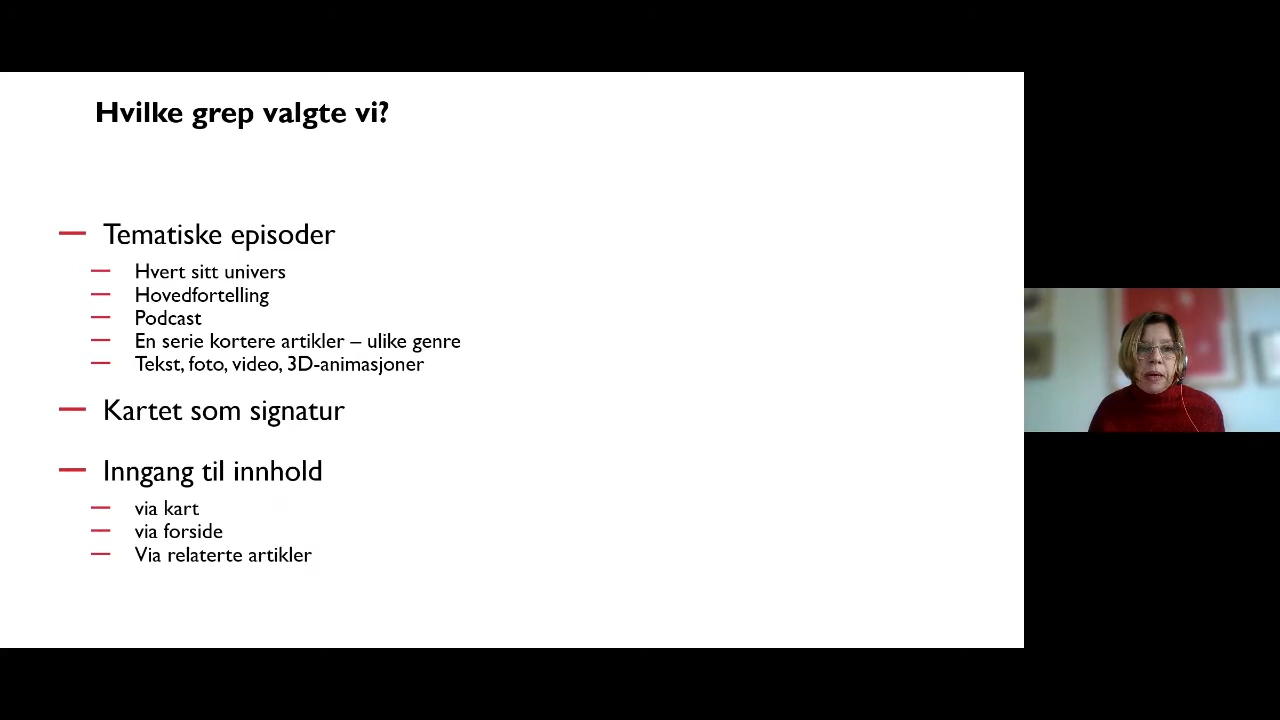 Hvilke grep valgte vi?
Tematiske episoder
Hvert sitt univers
Hovedfortelling
Podcast
En serie kortere artikler – ulike genre
Tekst, foto, video, 3D-animasjoner
Kartet som signatur
Inngang til innhold
via kart
via forside
Via relaterte artikler